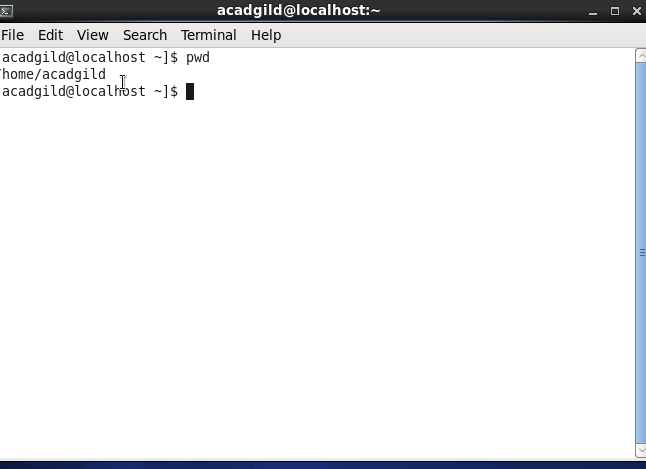 acadgild@localhost:~
File Edit View Search Terminal Help
acadgild@localhost ~]$ pwd
/home/acadgild
acadgild@localhost ~]$